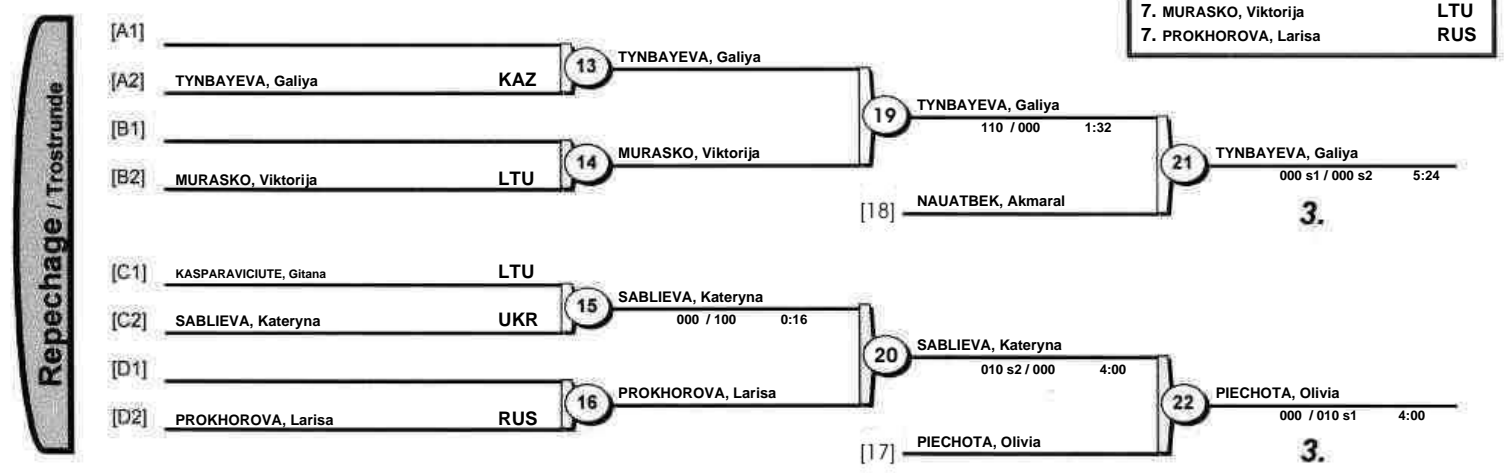 7. MURASKO, Viktorija LTU
7. PROKHOROVA, Larisa RUS
Repechage / Trostrunde
[A1]
[A2] TYNBAYEVA, Galiya KAZ
13 TYNBAYEVA, Galiya
[B1]
[B2] MURASKO, Viktorija LTU
14 MURASKO, Viktorija
19 TYNBAYEVA, Galiya
110 / 000 1:32
[18] NAUATBEK, Akmaral
21 TYNBAYEVA, Galiya
000 s1 / 000 s2 5:24
3.
[C1] KASPARAVICIUTE, Gitana LTU
[C2] SABLIEVA, Kateryna UKR
15 SABLIEVA, Kateryna
000 / 100 0:16
[D1]
[D2] PROKHOROVA, Larisa RUS
16 PROKHOROVA, Larisa
20 SABLIEVA, Kateryna
010 s2 / 000 4:00
[17] PIECHOTA, Olivia
22 PIECHOTA, Olivia
000 / 010 s1 4:00
3.